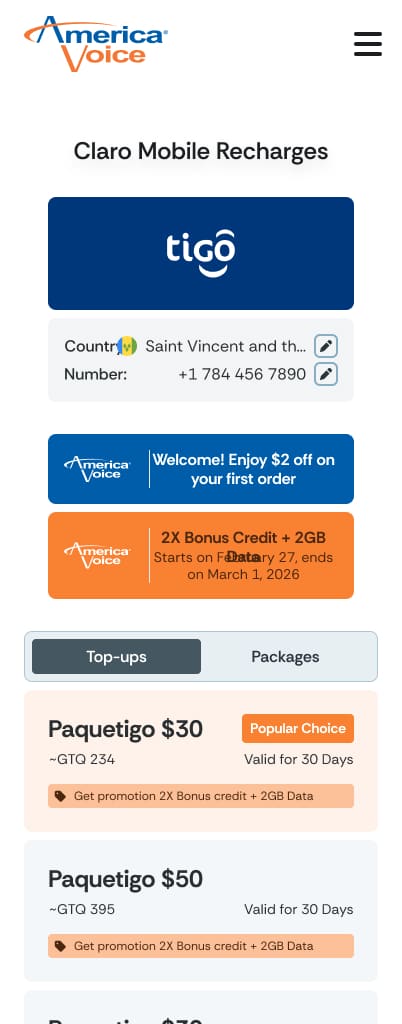 America
Voice
Claro Mobile Recharges
tigo
Country
Saint Vincent and th...
Number:
+1 784 456 7890
America
Voice
Welcome! Enjoy $2 off on
your first order
America
Voice
2X Bonus Credit + 2GB
Data
Starts on February 27, ends
on March 1, 2026
Top-ups
Packages
Paquetigo $30
Popular Choice
~GTQ 234
Valid for 30 Days
Get promotion 2X Bonus credit + 2GB Data
Paquetigo $50
~GTQ 395
Valid for 30 Days
Get promotion 2X Bonus credit + 2GB Data